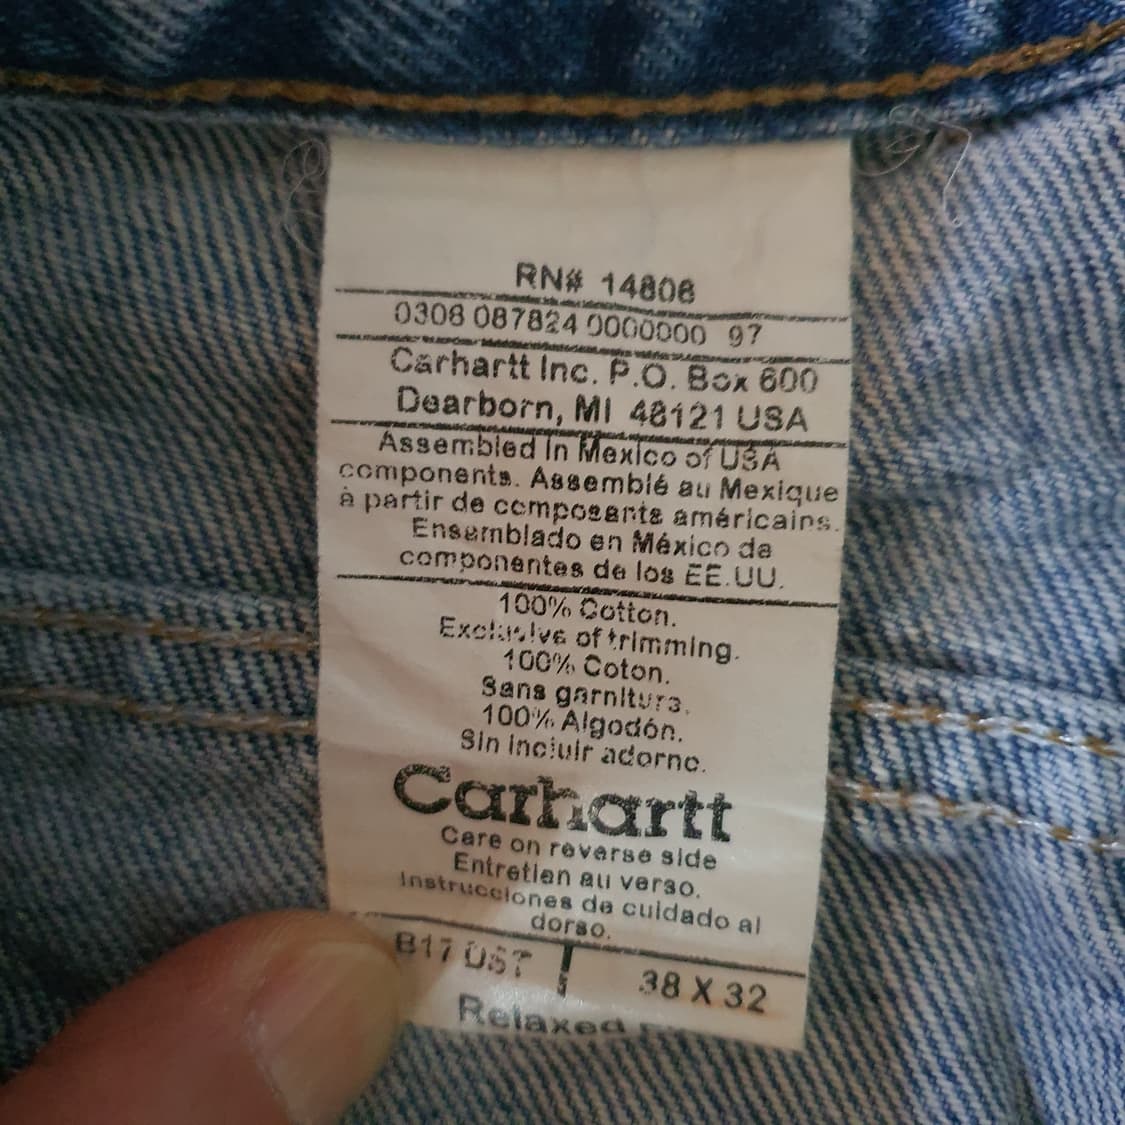 RN# 14806
0306 087824 0000000 97
Carhartt Inc. P.O. Box 600
Dearborn, MI 48121 USA
Assembled in Mexico of USA
components. Assemblé au Mexique
à partir de composants américains.
Ensamblado en México de
componentes de los EE.UU.
100% Cotton.
Exclusive of trimming.
100% Coton.
Sans garniture.
100% Algodón.
Sin incluir adorno.
Carhartt
Care on reverse side
Entretien au verso.
Instrucciones de cuidado al
dorso.
B17 DST 38 X 32
Relaxed